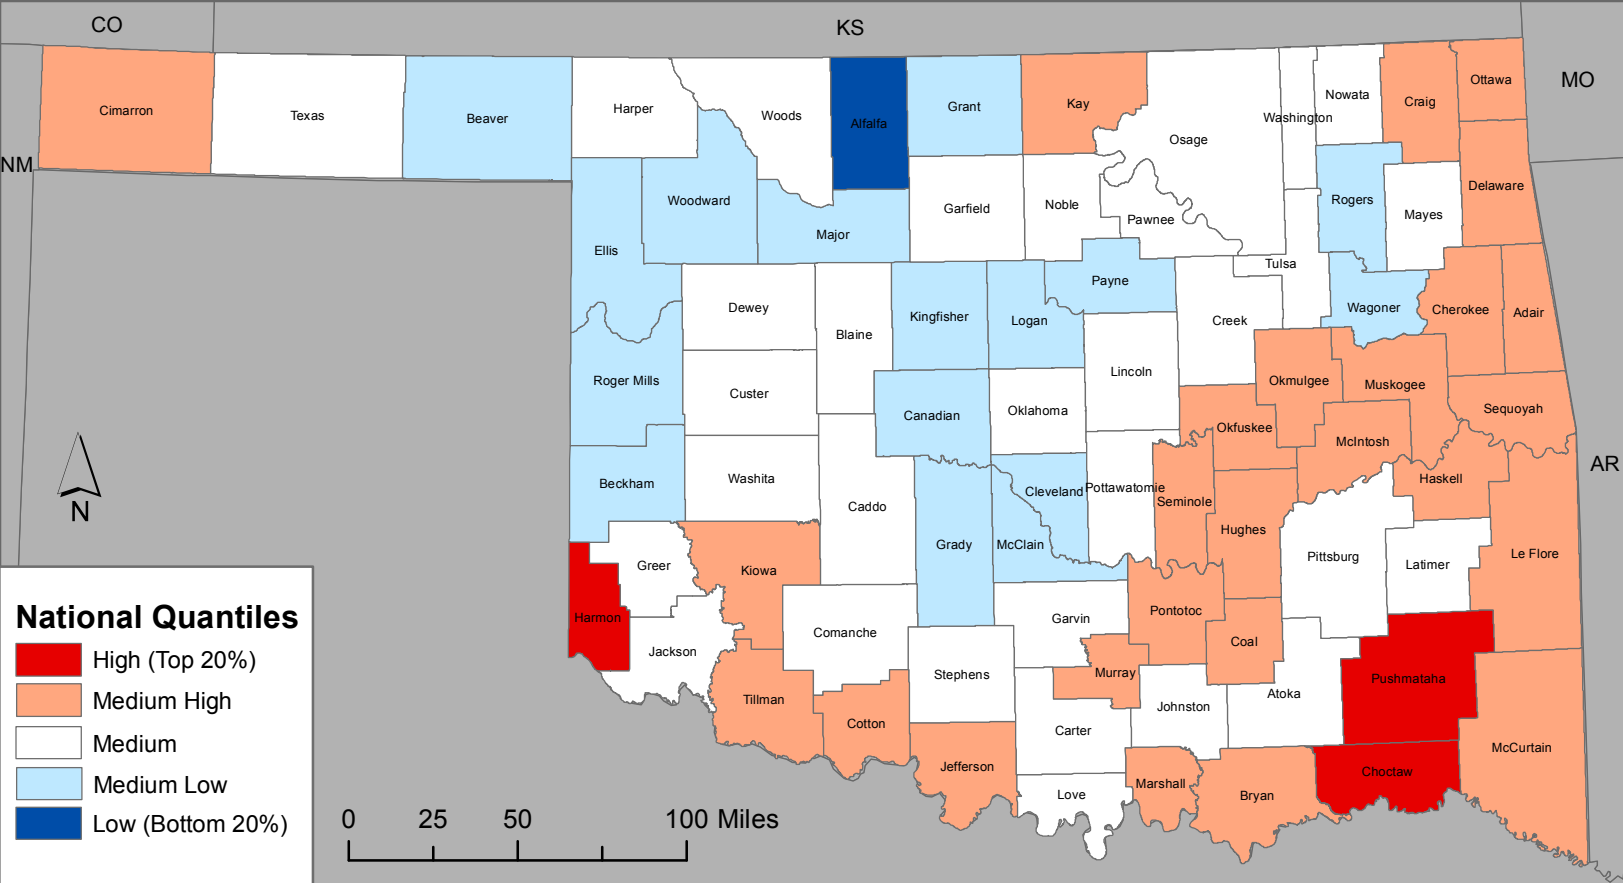 CO
KS
MO
NM
AR
Cimarron
Texas
Beaver
Harper
Woods
Alfalfa
Grant
Kay
Osage
Washington
Nowata
Craig
Ottawa
Delaware
Woodward
Ellis
Major
Garfield
Noble
Pawnee
Rogers
Mayes
Tulsa
Payne
Dewey
Blaine
Kingfisher
Logan
Creek
Wagoner
Cherokee
Adair
Roger Mills
Custer
Canadian
Oklahoma
Lincoln
Okmulgee
Muskogee
Sequoyah
Okfuskee
McIntosh
Beckham
Washita
Caddo
Cleveland
Pottawatomie
Seminole
Haskell
Hughes
Grady
McClain
Pittsburg
Le Flore
Greer
Kiowa
Latimer
Harmon
Jackson
Comanche
Garvin
Pontotoc
Coal
Stephens
Murray
Pushmataha
Tillman
Cotton
Johnston
Atoka
Carter
McCurtain
Jefferson
Love
Marshall
Bryan
Choctaw
N
National Quantiles
High (Top 20%)
Medium High
Medium
Medium Low
Low (Bottom 20%)
0 25 50 100 Miles